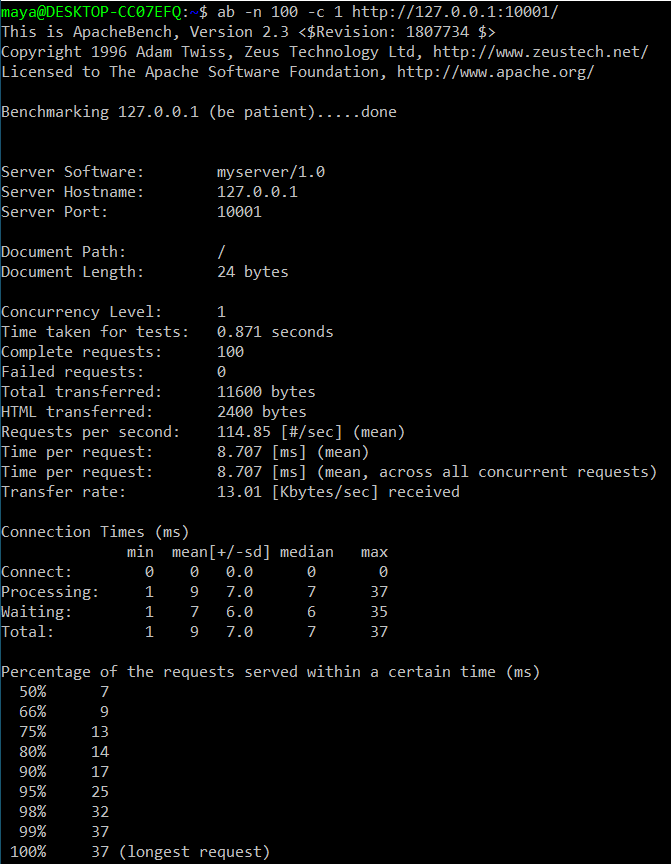 maya@DESKTOP-CC07EFQ:~$ ab -n 100 -c 1 http://127.0.0.1:10001/
This is ApacheBench, Version 2.3 <$Revision: 1807734 $>
Copyright 1996 Adam Twiss, Zeus Technology Ltd, http://www.zeustech.net/
Licensed to The Apache Software Foundation, http://www.apache.org/

Benchmarking 127.0.0.1 (be patient).....done


Server Software:        myserver/1.0
Server Hostname:        127.0.0.1
Server Port:            10001

Document Path:          /
Document Length:        24 bytes

Concurrency Level:      1
Time taken for tests:   0.871 seconds
Complete requests:      100
Failed requests:        0
Total transferred:      11600 bytes
HTML transferred:       2400 bytes
Requests per second:    114.85 [#/sec] (mean)
Time per request:       8.707 [ms] (mean)
Time per request:       8.707 [ms] (mean, across all concurrent requests)
Transfer rate:          13.01 [Kbytes/sec] received

Connection Times (ms)
              min  mean[+/-sd] median   max
Connect:        0    0   0.0      0       0
Processing:     1    9   7.0      7      37
Waiting:        1    7   6.0      6      35
Total:          1    9   7.0      7      37

Percentage of the requests served within a certain time (ms)
  50%      7
  66%      9
  75%     13
  80%     14
  90%     17
  95%     25
  98%     32
  99%     37
 100%     37 (longest request)